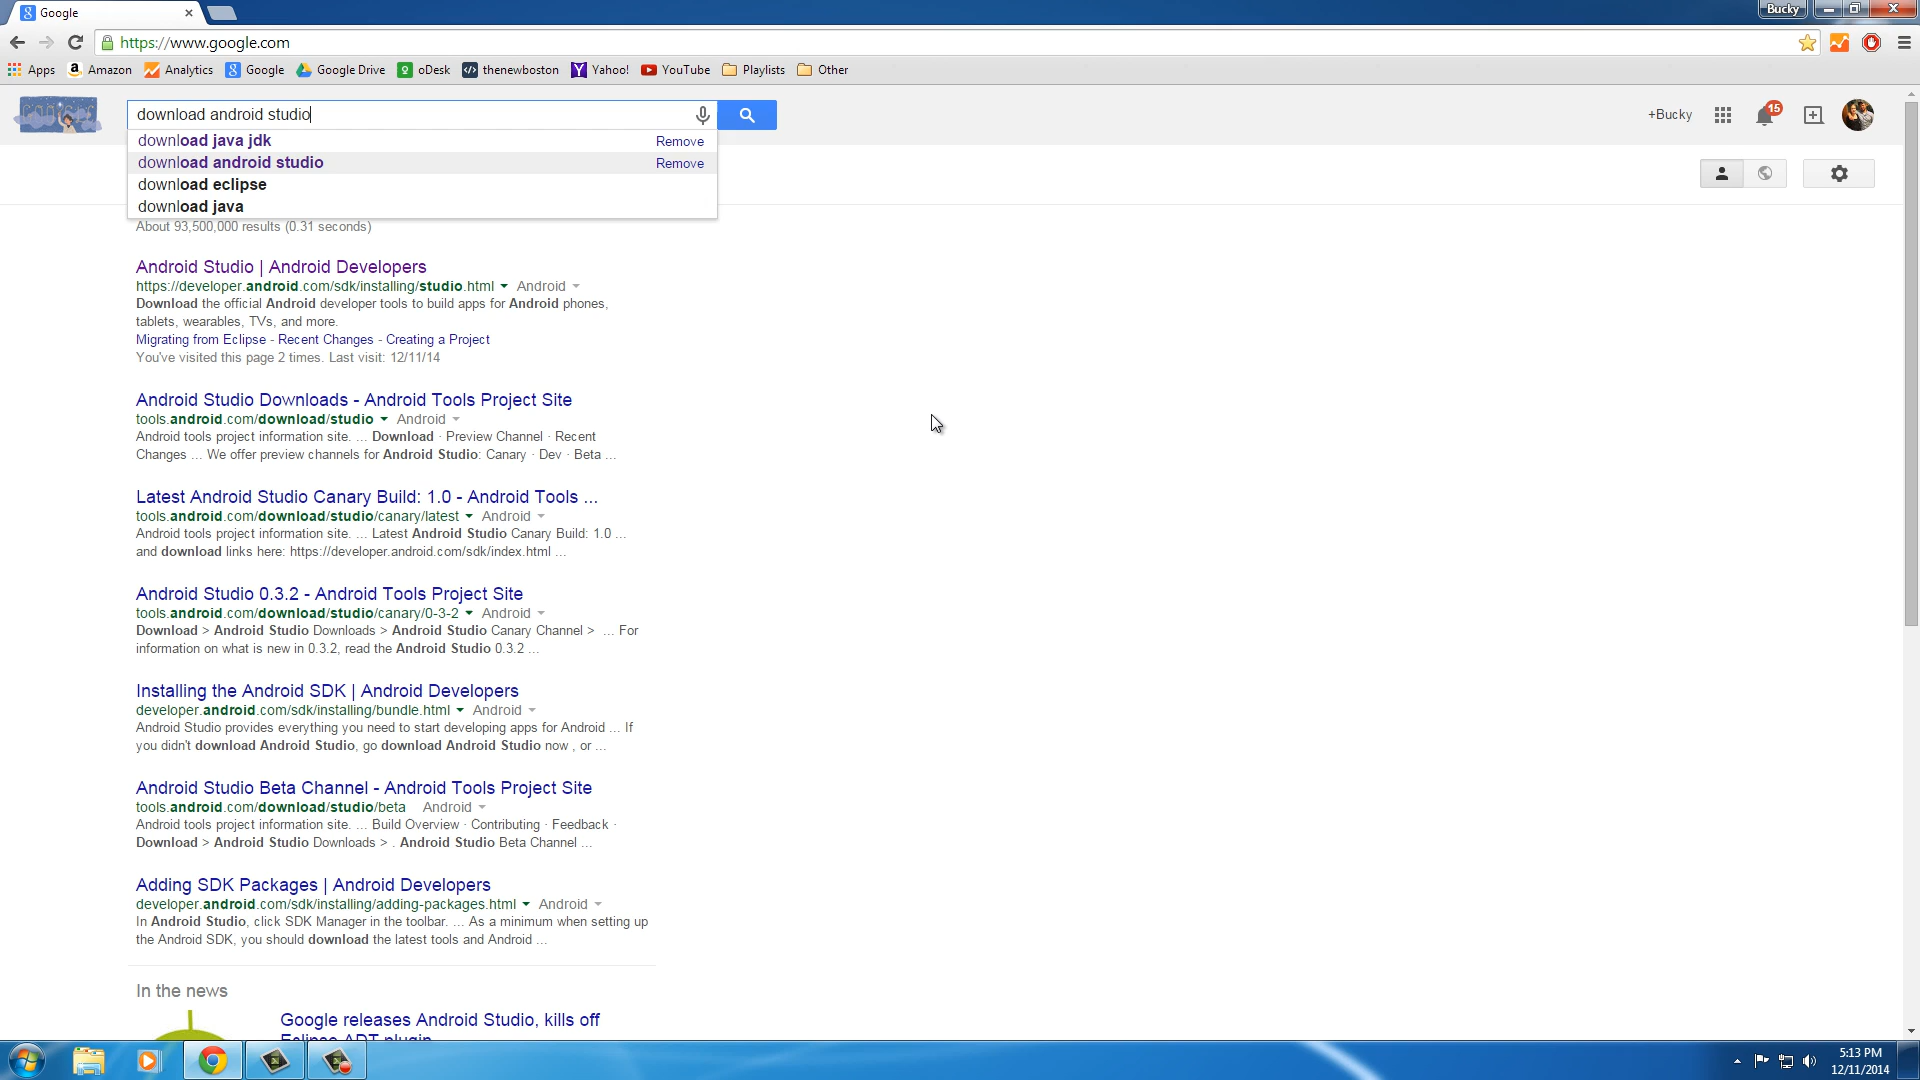 Google
Bucky
https://www.google.com
Apps
Amazon
Analytics
Google
Google Drive
oDesk
thenewboston
Yahoo!
YouTube
Playlists
Other
download android studio
+Bucky
15
download java jdk
Remove
download android studio
Remove
download eclipse
download java
About 93,500,000 results (0.31 seconds)
Android Studio | Android Developers
https://developer.android.com/sdk/installing/studio.html Android
Download the official Android developer tools to build apps for Android phones,
tablets, wearables, TVs, and more.
Migrating from Eclipse - Recent Changes - Creating a Project
You've visited this page 2 times. Last visit: 12/11/14
Android Studio Downloads - Android Tools Project Site
tools.android.com/download/studio Android
Android tools project information site. ... Download · Preview Channel · Recent
Changes ... We offer preview channels for Android Studio: Canary · Dev · Beta ...
Latest Android Studio Canary Build: 1.0 - Android Tools ...
tools.android.com/download/studio/canary/latest Android
Android tools project information site. ... Latest Android Studio Canary Build: 1.0 ...
and download links here: https://developer.android.com/sdk/index.html ...
Android Studio 0.3.2 - Android Tools Project Site
tools.android.com/download/studio/canary/0-3-2 Android
Download > Android Studio Downloads > Android Studio Canary Channel > ... For
information on what is new in 0.3.2, read the Android Studio 0.3.2 ...
Installing the Android SDK | Android Developers
developer.android.com/sdk/installing/bundle.html Android
Android Studio provides everything you need to start developing apps for Android ... If
you didn't download Android Studio, go download Android Studio now , or ...
Android Studio Beta Channel - Android Tools Project Site
tools.android.com/download/studio/beta Android
Android tools project information site. ... Build Overview · Contributing · Feedback ·
Download > Android Studio Downloads > . Android Studio Beta Channel ...
Adding SDK Packages | Android Developers
developer.android.com/sdk/installing/adding-packages.html Android
In Android Studio, click SDK Manager in the toolbar. ... As a minimum when setting up
the Android SDK, you should download the latest tools and Android ...
In the news
Google releases Android Studio, kills off
Eclipse ADT plugin
5:13 PM
12/11/2014